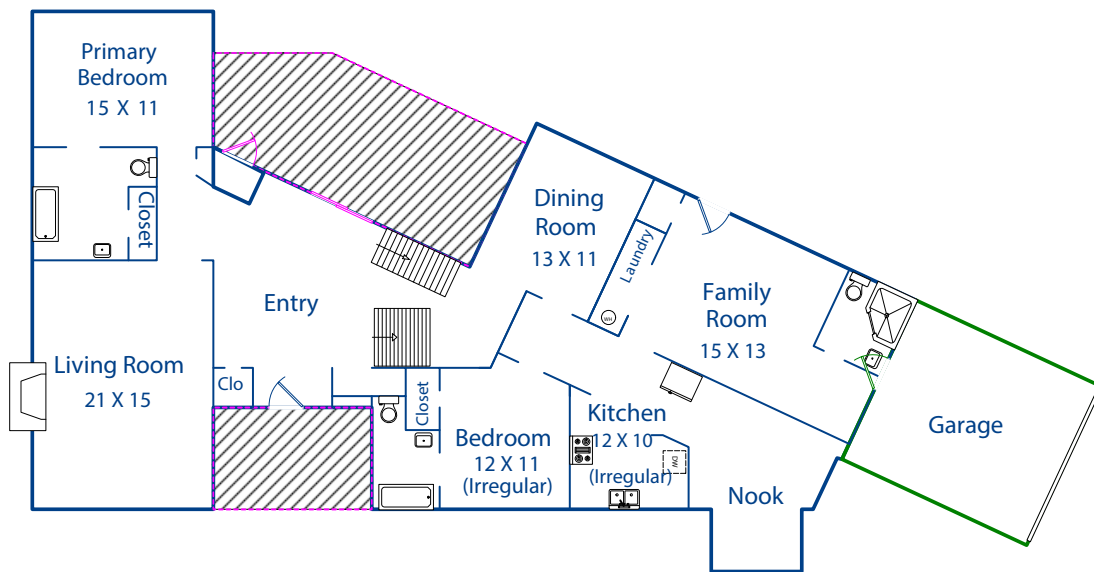 Primary
Bedroom
15 X 11
Closet
Dining
Room
13 X 11
Laundry
WH
Family
Room
15 X 13
Entry
Living Room
21 X 15
Clo
Closet
Bedroom
12 X 11
(Irregular)
Kitchen
12 X 10
(Irregular)
DW
Nook
Garage